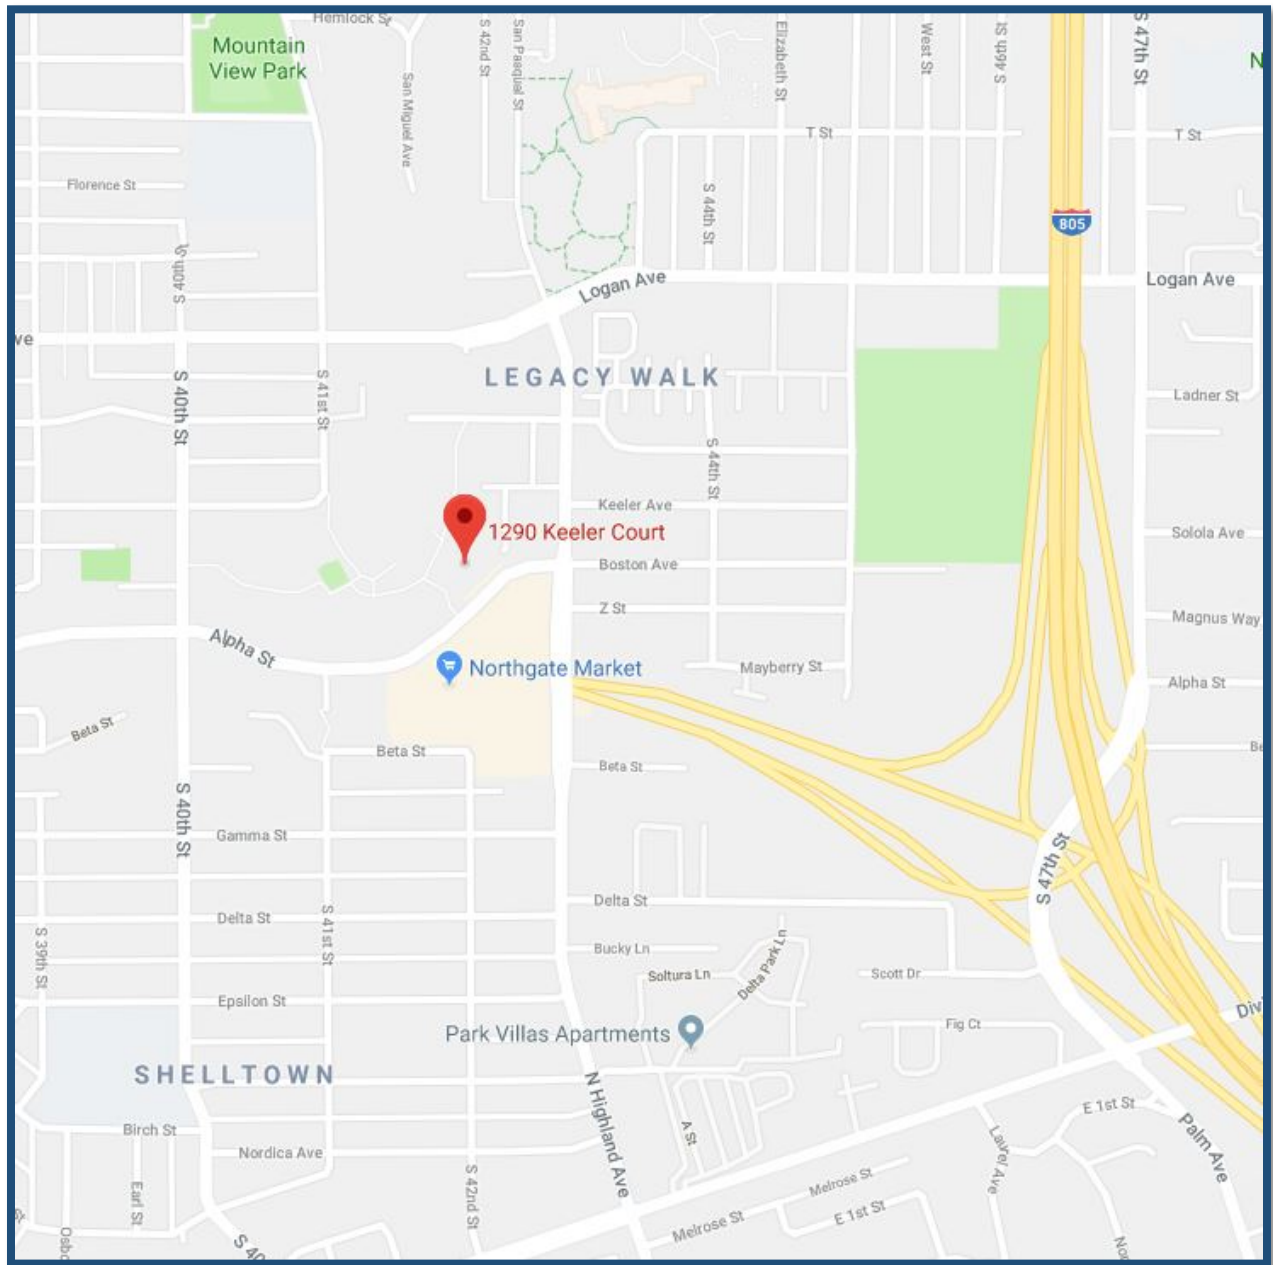 Hemlock St
Mountain
View Park
S 42nd St
San Pasqual St
San Miguel Ave
Elizabeth St
West St
S 46th St
S 47th St
N
T St
T St
Florence St
S 44th St
805
S 40th St
Logan Ave
Logan Ave
ve
LEGACY WALK
S 40th St
S 41st St
Ladner St
S 44th St
Keeler Ave
1290 Keeler Court
Solola Ave
Boston Ave
Z St
Magnus Way
Alpha St
Northgate Market
Mayberry St
Alpha St
Beta St
Beta St
Be
Beta St
S 40th St
Gamma St
S 47th St
Delta St
Delta St
S 41st St
S 39th St
Bucky Ln
Delta Park Ln
Soltura Ln
Scott Dr
Epsilon St
Div
Park Villas Apartments
Fig Ct
SHELLTOWN
N Highland Ave
E 1st St
Birch St
A St
Palm Ave
Nordica Ave
Laurel Ave
Earl St
S 42nd St
Melrose St
E 1st St
Melrose St
St
Osbo
S 40
Nor